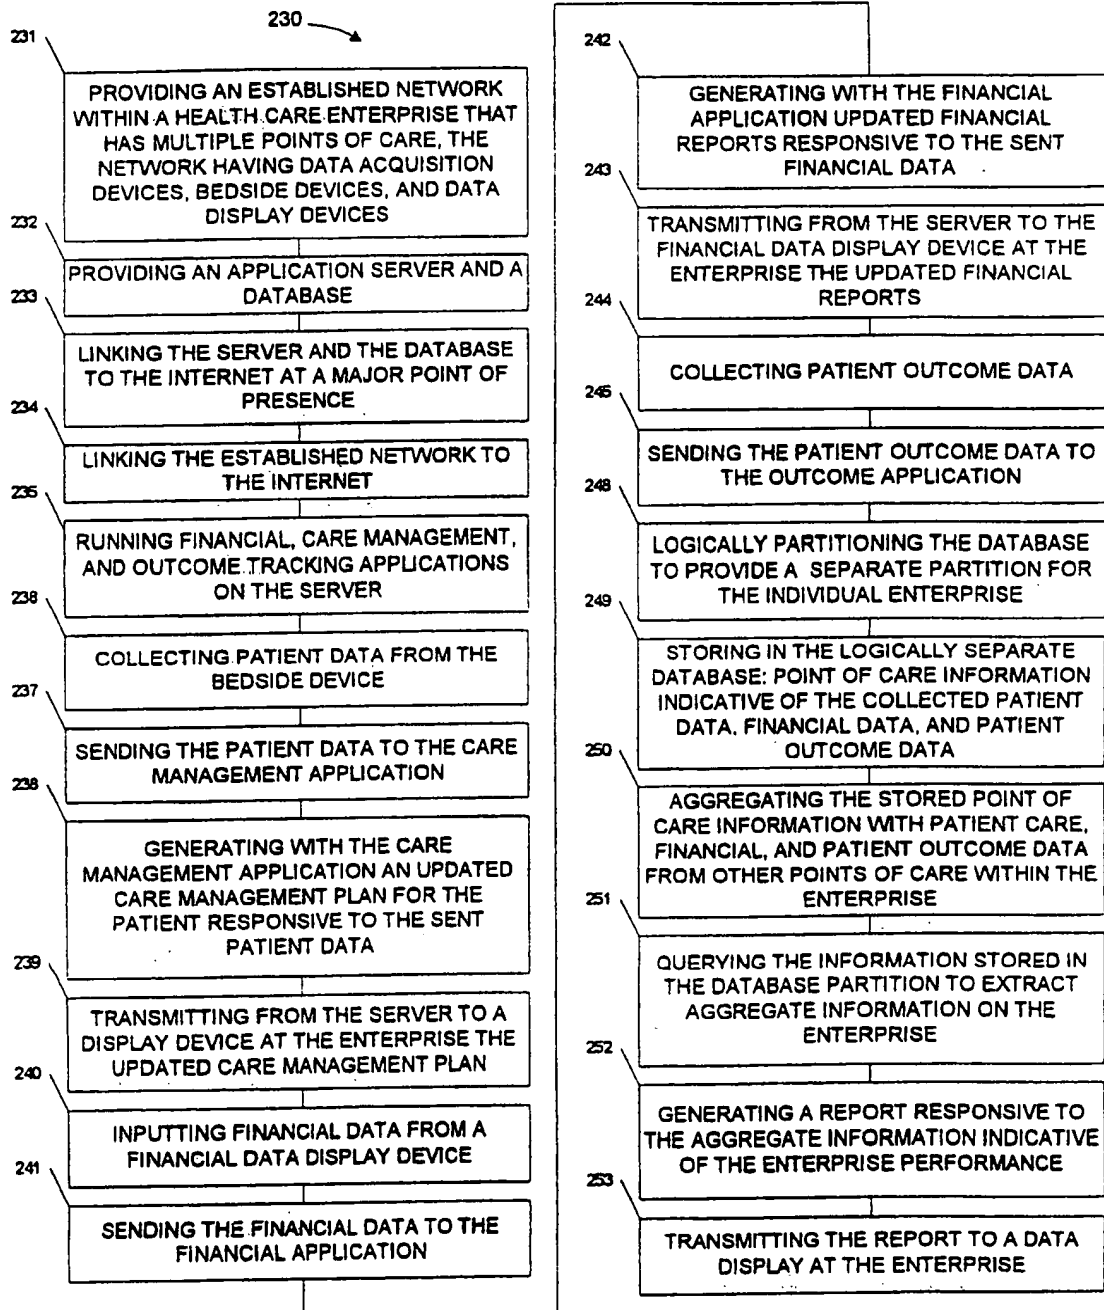 230
231
PROVIDING AN ESTABLISHED NETWORK
WITHIN A HEALTH CARE ENTERPRISE THAT
HAS MULTIPLE POINTS OF CARE, THE
NETWORK HAVING DATA ACQUISITION
DEVICES, BEDSIDE DEVICES, AND DATA
DISPLAY DEVICES
232
PROVIDING AN APPLICATION SERVER AND A
DATABASE
233
LINKING THE SERVER AND THE DATABASE
TO THE INTERNET AT A MAJOR POINT OF
PRESENCE
234
LINKING THE ESTABLISHED NETWORK TO
THE INTERNET
235
RUNNING FINANCIAL, CARE MANAGEMENT,
AND OUTCOME TRACKING APPLICATIONS
ON THE SERVER
238
COLLECTING PATIENT DATA FROM THE
BEDSIDE DEVICE
237
SENDING THE PATIENT DATA TO THE CARE
MANAGEMENT APPLICATION
238
GENERATING WITH THE CARE
MANAGEMENT APPLICATION AN UPDATED
CARE MANAGEMENT PLAN FOR THE
PATIENT RESPONSIVE TO THE SENT
PATIENT DATA
239
TRANSMITTING FROM THE SERVER TO A
DISPLAY DEVICE AT THE ENTERPRISE THE
UPDATED CARE MANAGEMENT PLAN
240
INPUTTING FINANCIAL DATA FROM A
FINANCIAL DATA DISPLAY DEVICE
241
SENDING THE FINANCIAL DATA TO THE
FINANCIAL APPLICATION
242
GENERATING WITH THE FINANCIAL
APPLICATION UPDATED FINANCIAL
REPORTS RESPONSIVE TO THE SENT
FINANCIAL DATA
243
TRANSMITTING FROM THE SERVER TO THE
FINANCIAL DATA DISPLAY DEVICE AT THE
ENTERPRISE THE UPDATED FINANCIAL
REPORTS
244
COLLECTING PATIENT OUTCOME DATA
245
SENDING THE PATIENT OUTCOME DATA TO
THE OUTCOME APPLICATION
248
LOGICALLY PARTITIONING THE DATABASE
TO PROVIDE A SEPARATE PARTITION FOR
THE INDIVIDUAL ENTERPRISE
249
STORING IN THE LOGICALLY SEPARATE
DATABASE: POINT OF CARE INFORMATION
INDICATIVE OF THE COLLECTED PATIENT
DATA, FINANCIAL DATA, AND PATIENT
OUTCOME DATA
250
AGGREGATING THE STORED POINT OF
CARE INFORMATION WITH PATIENT CARE,
FINANCIAL, AND PATIENT OUTCOME DATA
FROM OTHER POINTS OF CARE WITHIN THE
ENTERPRISE
251
QUERYING THE INFORMATION STORED IN
THE DATABASE PARTITION TO EXTRACT
AGGREGATE INFORMATION ON THE
ENTERPRISE
252
GENERATING A REPORT RESPONSIVE TO
THE AGGREGATE INFORMATION INDICATIVE
OF THE ENTERPRISE PERFORMANCE
253
TRANSMITTING THE REPORT TO A DATA
DISPLAY AT THE ENTERPRISE